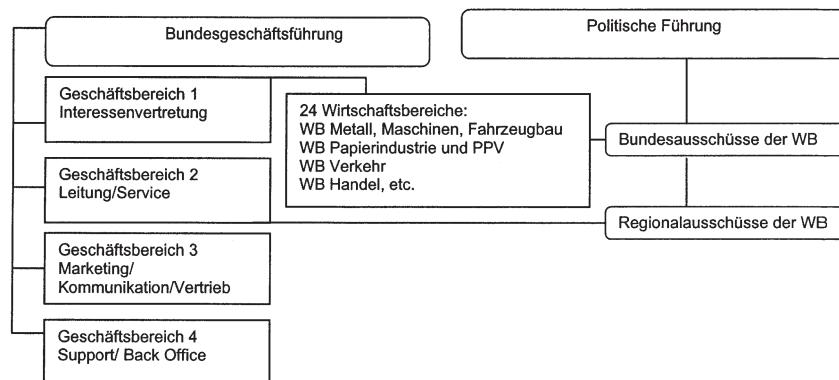 Bundesgeschäftsführung
Politische Führung
Geschäftsbereich 1
Interessenvertretung
24 Wirtschaftsbereiche:
WB Metall, Maschinen, Fahrzeugbau
WB Papierindustrie und PPV
WB Verkehr
WB Handel, etc.
Bundesausschüsse der WB
Geschäftsbereich 2
Leitung/Service
Regionalausschüsse der WB
Geschäftsbereich 3
Marketing/
Kommunikation/Vertrieb
Geschäftsbereich 4
Support/ Back Office